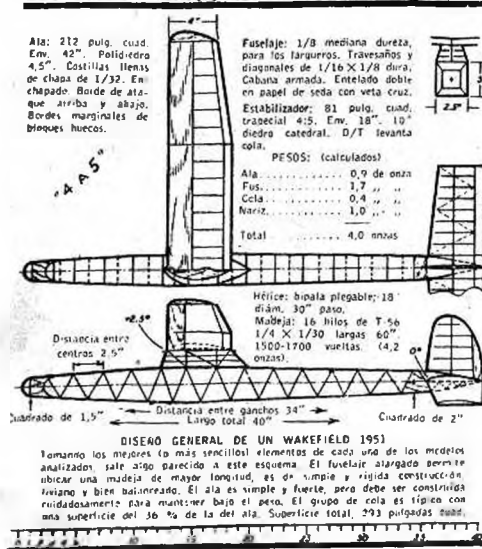 4"
Ala: 212 pulg. cuad.
Env. 42". Polidiedro
4,5". Costillas llenas
de chapa de 1/32. En
chapado. Borde de ata-
que arriba y abajo.
Bordes marginales de
bloques huecos.
"4 A 5"
Fuselaje: 1/8 mediana dureza,
para los largueros. Travesaños y
diagonales de 1/16 X 1/8 dura.
Cabana armada. Entelado doble
en papel de seda con veta cruz.
Estabilizador: 81 pulg. cuad.
trapecial 4:5. Env. 18". 10°
diedro catedral. D/T levanta
cola.
PESOS: (calculados)
Ala ........... 0,9 de onza
Fus. .......... 1,7 ,, ,,
Cola .......... 0,4 ,, ,,
Nariz. ........ 1,0 ,, ,,
Total ......... 4,0 onzas
2.5"
Hélice: bipala plegable; 18"
diám. 30" paso.
Madeja: 16 hilos de T-56
1/4 X 1/30 largas 60".
1500-1700 vueltas. (4,2
onzas).
+2.5°
0°
Distancia entre
centros 2,5"
Cuadrado de 1,5"
Distancia entre ganchos 34"
Largo total 40"
Cuadrado de 2"
DISEÑO GENERAL DE UN WAKEFIELD 1951
Tomando los mejores (o más sencillos) elementos de cada uno de los modelos
analizados, sale algo parecido a este esquema. El fuselaje alargado permite
ubicar una madeja de mayor longitud, es de simple y rígida construcción,
liviano y bien balanceado. El ala es simple y fuerte, pero debe ser construida
cuidadosamente para mantener bajo el peso. El grupo de cola es típico con
una superficie del 36 % de la del ala. Superficie total, 293 pulgadas cuad.
5 10 15 20 25 30 35